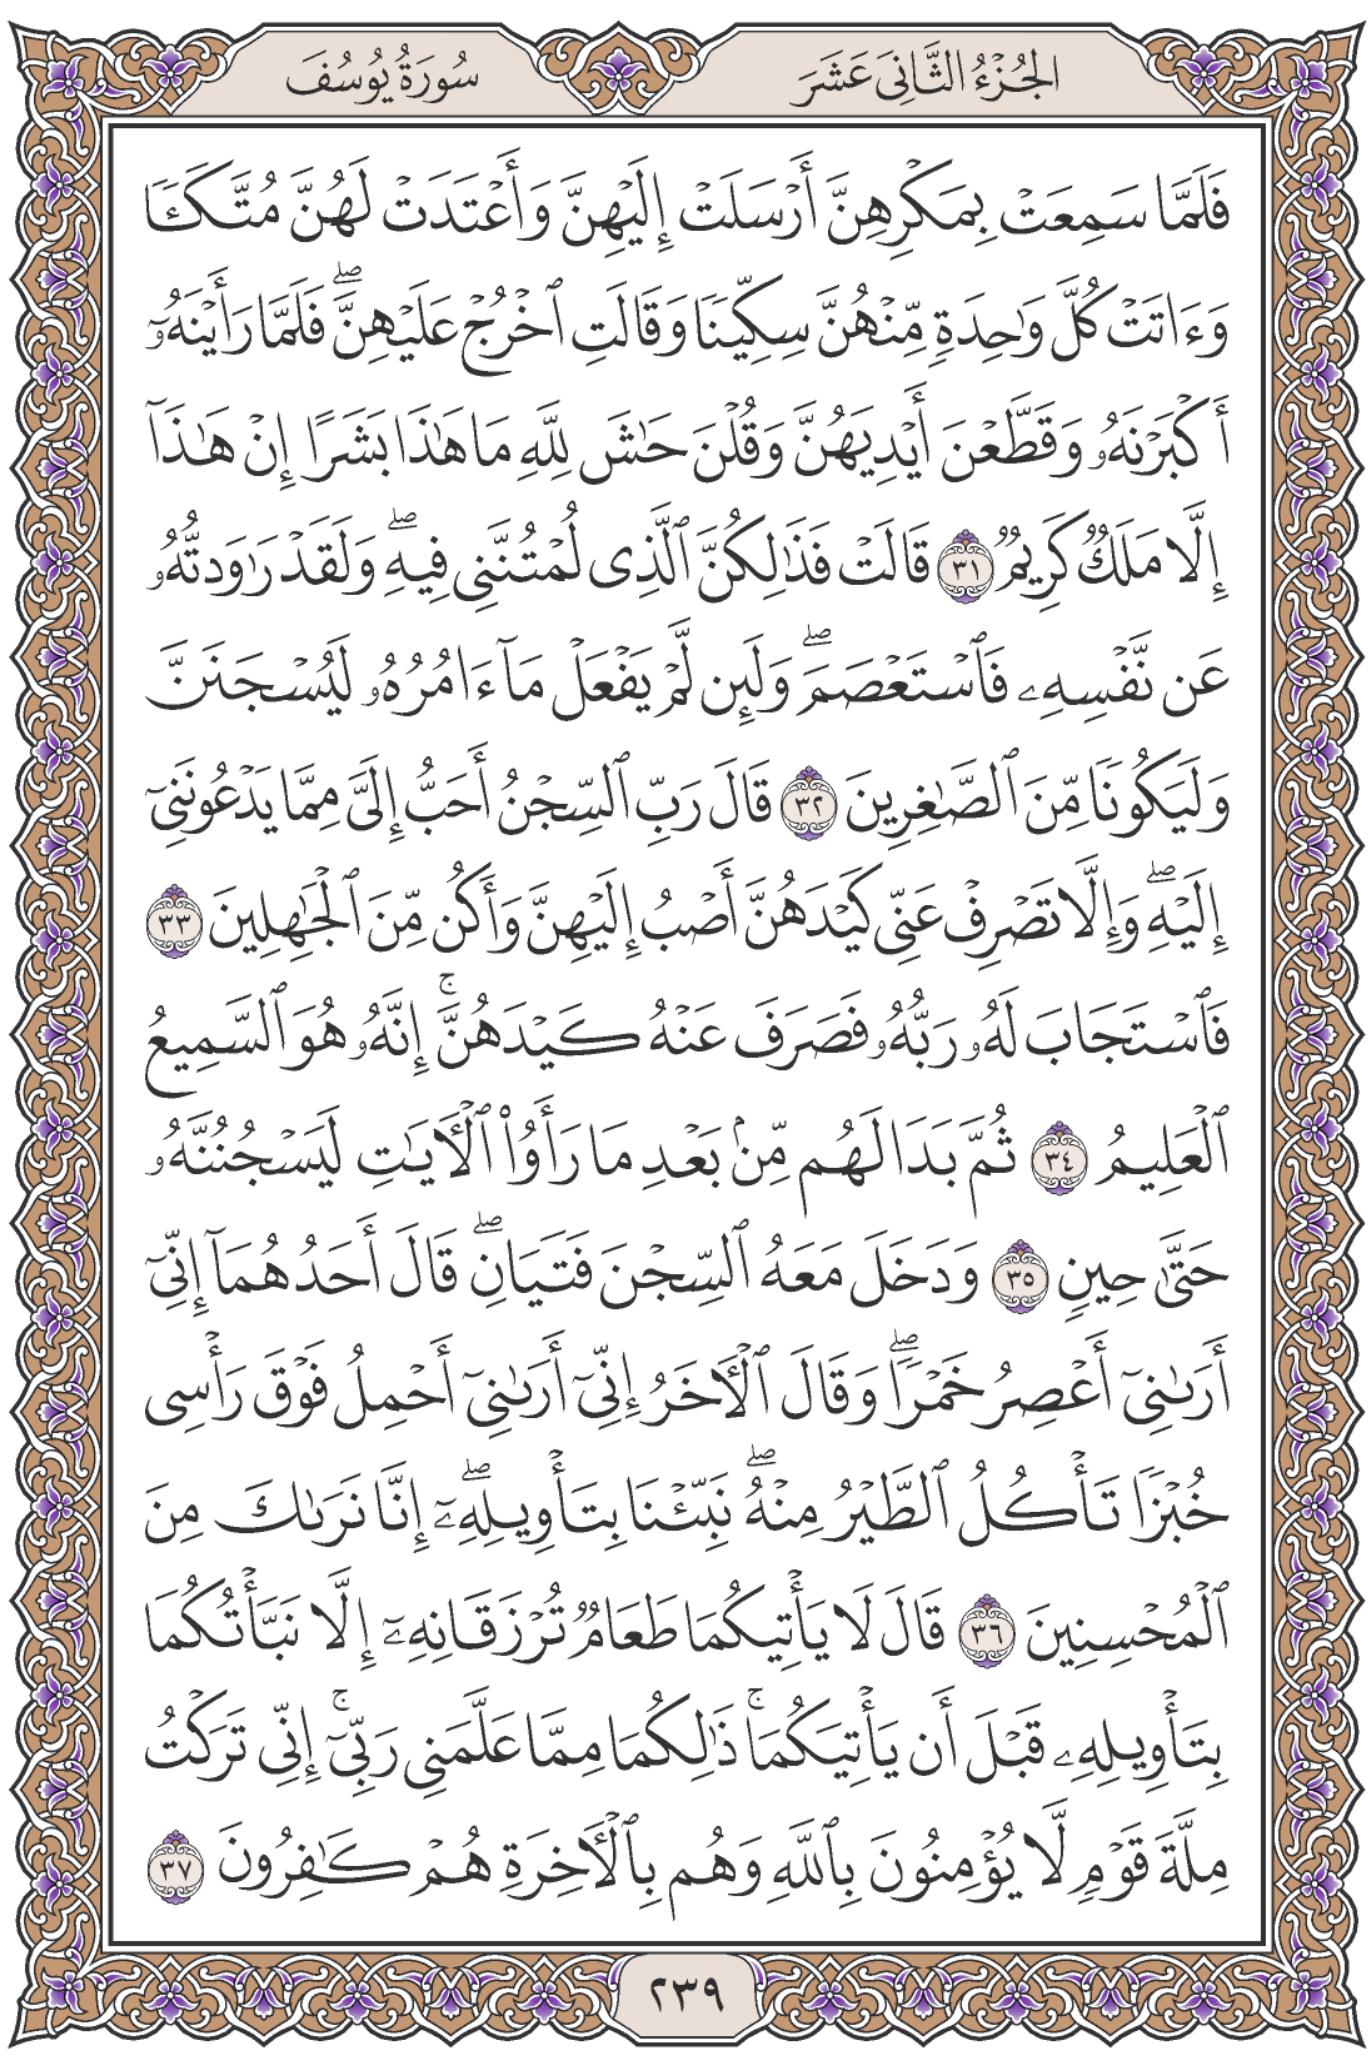 الجُزْءُ الثَّانِىَ عَشَرَ
سُورَةُ يُوسُفَ
فَلَمَّا سَمِعَتْ بِمَكْرِهِنَّ أَرْسَلَتْ إِلَيْهِنَّ وَأَعْتَدَتْ لَهُنَّ مُتَّكَـًٔا
وَءَاتَتْ كُلَّ وَٰحِدَةٍ مِّنْهُنَّ سِكِّينًا وَقَالَتِ ٱخْرُجْ عَلَيْهِنَّ ۖ فَلَمَّا رَأَيْنَهُۥٓ
أَكْبَرْنَهُۥ وَقَطَّعْنَ أَيْدِيَهُنَّ وَقُلْنَ حَٰشَ لِلَّهِ مَا هَٰذَا بَشَرًا إِنْ هَٰذَآ
إِلَّا مَلَكٌ كَرِيمٌ ٣١ قَالَتْ فَذَٰلِكُنَّ ٱلَّذِى لُمْتُنَّنِى فِيهِ ۖ وَلَقَدْ رَٰوَدتُّهُۥ
عَن نَّفْسِهِۦ فَٱسْتَعْصَمَ ۖ وَلَئِن لَّمْ يَفْعَلْ مَآ ءَامُرُهُۥ لَيُسْجَنَنَّ
وَلَيَكُونًا مِّنَ ٱلصَّٰغِرِينَ ٣٢ قَالَ رَبِّ ٱلسِّجْنُ أَحَبُّ إِلَىَّ مِمَّا يَدْعُونَنِىٓ
إِلَيْهِ ۖ وَإِلَّا تَصْرِفْ عَنِّى كَيْدَهُنَّ أَصْبُ إِلَيْهِنَّ وَأَكُن مِّنَ ٱلْجَٰهِلِينَ ٣٣
فَٱسْتَجَابَ لَهُۥ رَبُّهُۥ فَصَرَفَ عَنْهُ كَيْدَهُنَّ ۚ إِنَّهُۥ هُوَ ٱلسَّمِيعُ
ٱلْعَلِيمُ ٣٤ ثُمَّ بَدَا لَهُم مِّنۢ بَعْدِ مَا رَأَوُا۟ ٱلْـَٔايَٰتِ لَيَسْجُنُنَّهُۥ
حَتَّىٰ حِينٍ ٣٥ وَدَخَلَ مَعَهُ ٱلسِّجْنَ فَتَيَانِ ۖ قَالَ أَحَدُهُمَآ إِنِّىٓ
أَرَىٰنِىٓ أَعْصِرُ خَمْرًا ۖ وَقَالَ ٱلْـَٔاخَرُ إِنِّىٓ أَرَىٰنِىٓ أَحْمِلُ فَوْقَ رَأْسِى
خُبْزًا تَأْكُلُ ٱلطَّيْرُ مِنْهُ ۖ نَبِّئْنَا بِتَأْوِيلِهِۦٓ ۖ إِنَّا نَرَىٰكَ مِنَ
ٱلْمُحْسِنِينَ ٣٦ قَالَ لَا يَأْتِيكُمَا طَعَامٌ تُرْزَقَانِهِۦٓ إِلَّا نَبَّأْتُكُمَا
بِتَأْوِيلِهِۦ قَبْلَ أَن يَأْتِيَكُمَا ۚ ذَٰلِكُمَا مِمَّا عَلَّمَنِى رَبِّىٓ ۚ إِنِّى تَرَكْتُ
مِلَّةَ قَوْمٍ لَّا يُؤْمِنُونَ بِٱللَّهِ وَهُم بِٱلْـَٔاخِرَةِ هُمْ كَٰفِرُونَ ٣٧
٢٣٩